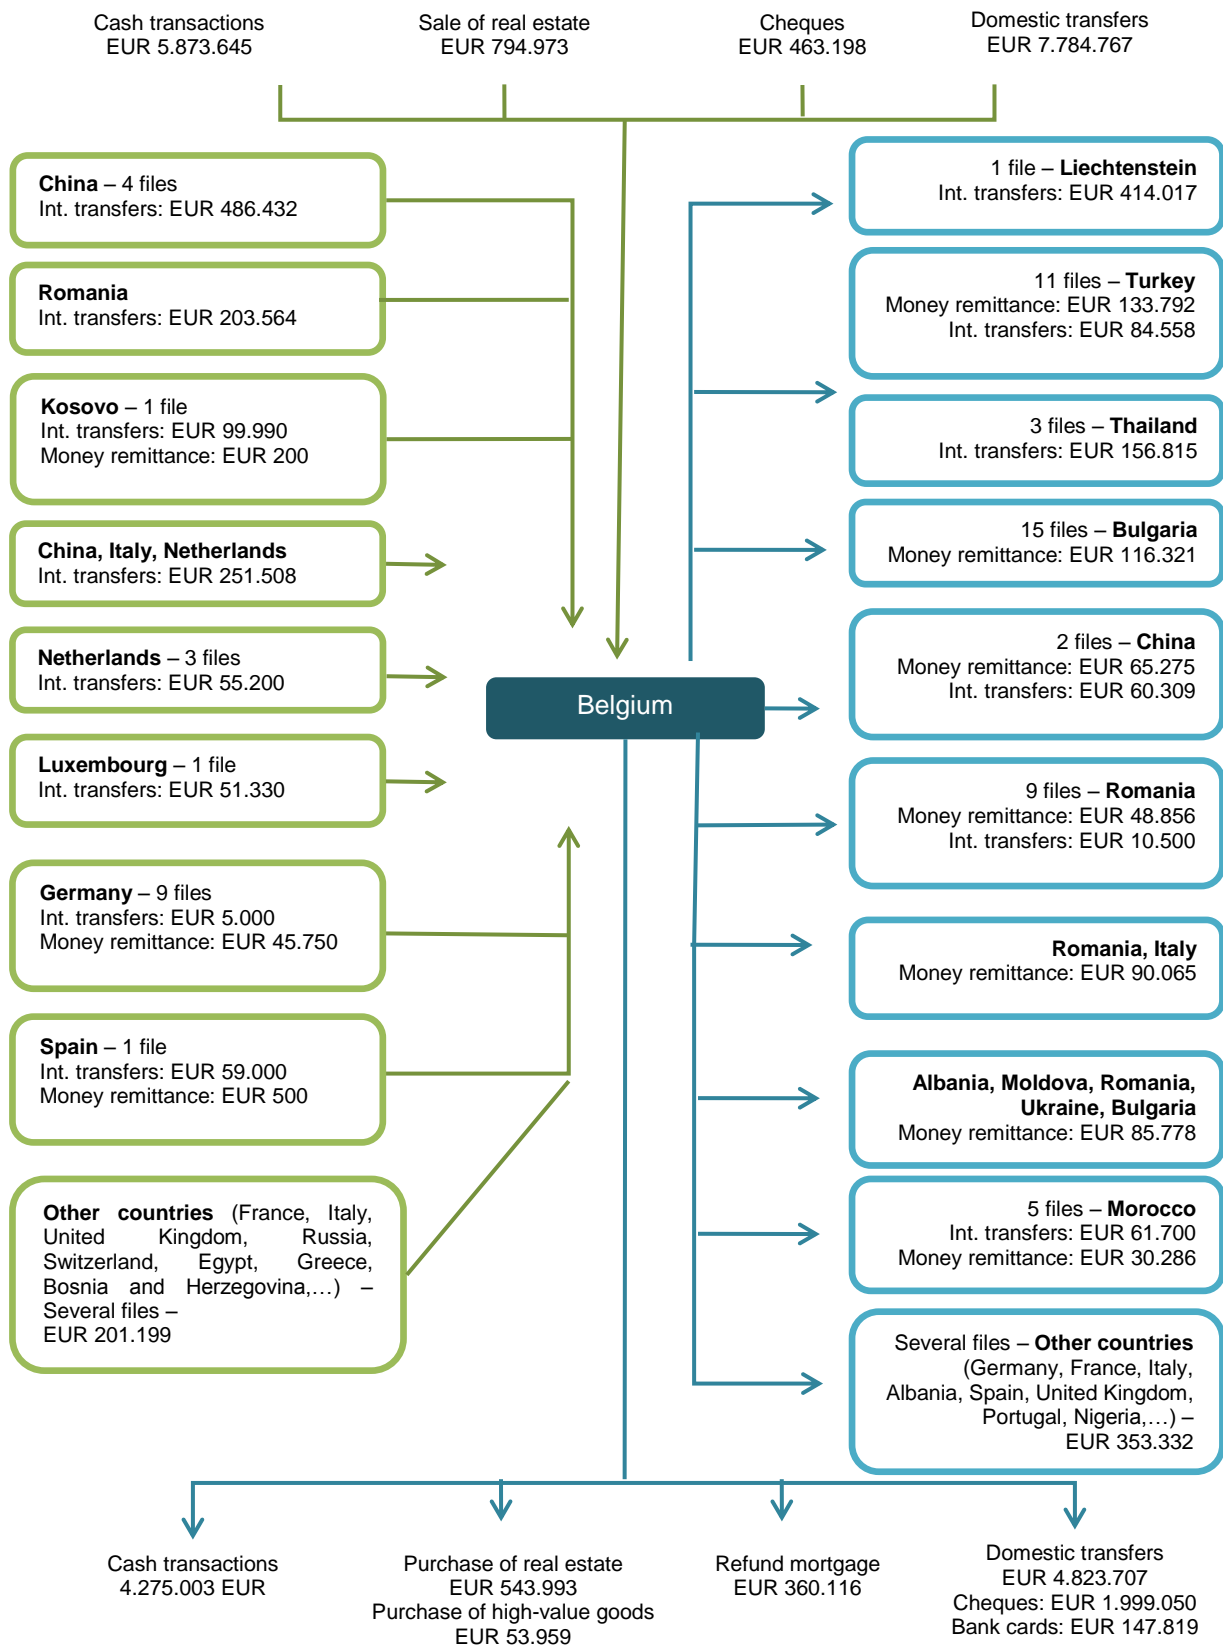 Cash transactions
EUR 5.873.645
Sale of real estate
EUR 794.973
Cheques
EUR 463.198
Domestic transfers
EUR 7.784.767
China – 4 files
Int. transfers: EUR 486.432
Romania
Int. transfers: EUR 203.564
Kosovo – 1 file
Int. transfers: EUR 99.990
Money remittance: EUR 200
China, Italy, Netherlands
Int. transfers: EUR 251.508
Netherlands – 3 files
Int. transfers: EUR 55.200
Luxembourg – 1 file
Int. transfers: EUR 51.330
Germany – 9 files
Int. transfers: EUR 5.000
Money remittance: EUR 45.750
Spain – 1 file
Int. transfers: EUR 59.000
Money remittance: EUR 500
Other countries (France, Italy,
United Kingdom, Russia,
Switzerland, Egypt, Greece,
Bosnia and Herzegovina,…) –
Several files –
EUR 201.199
Belgium
1 file – Liechtenstein
Int. transfers: EUR 414.017
11 files – Turkey
Money remittance: EUR 133.792
Int. transfers: EUR 84.558
3 files – Thailand
Int. transfers: EUR 156.815
15 files – Bulgaria
Money remittance: EUR 116.321
2 files – China
Money remittance: EUR 65.275
Int. transfers: EUR 60.309
9 files – Romania
Money remittance: EUR 48.856
Int. transfers: EUR 10.500
Romania, Italy
Money remittance: EUR 90.065
Albania, Moldova, Romania,
Ukraine, Bulgaria
Money remittance: EUR 85.778
5 files – Morocco
Int. transfers: EUR 61.700
Money remittance: EUR 30.286
Several files – Other countries
(Germany, France, Italy,
Albania, Spain, United Kingdom,
Portugal, Nigeria,…) –
EUR 353.332
Cash transactions
4.275.003 EUR
Purchase of real estate
EUR 543.993
Purchase of high-value goods
EUR 53.959
Refund mortgage
EUR 360.116
Domestic transfers
EUR 4.823.707
Cheques: EUR 1.999.050
Bank cards: EUR 147.819